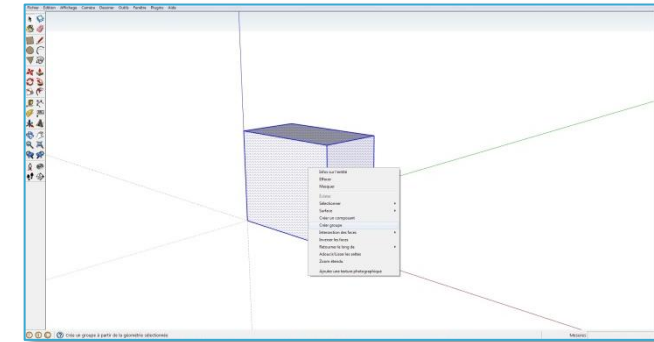 Fichier Edition Affichage Caméra Dessiner Outils Fenêtre Plugins Aide
Infos sur l'entité
Effacer
Masquer
Eclater
Sélectionner
Surface
Créer un composant
Créer groupe
Intersection des faces
Inverser les faces
Retourner le long de
Adoucir/Lisser les arêtes
Zoom étendu
Ajouter une texture photographique
Crée un groupe à partir de la géométrie sélectionnée.
Mesures